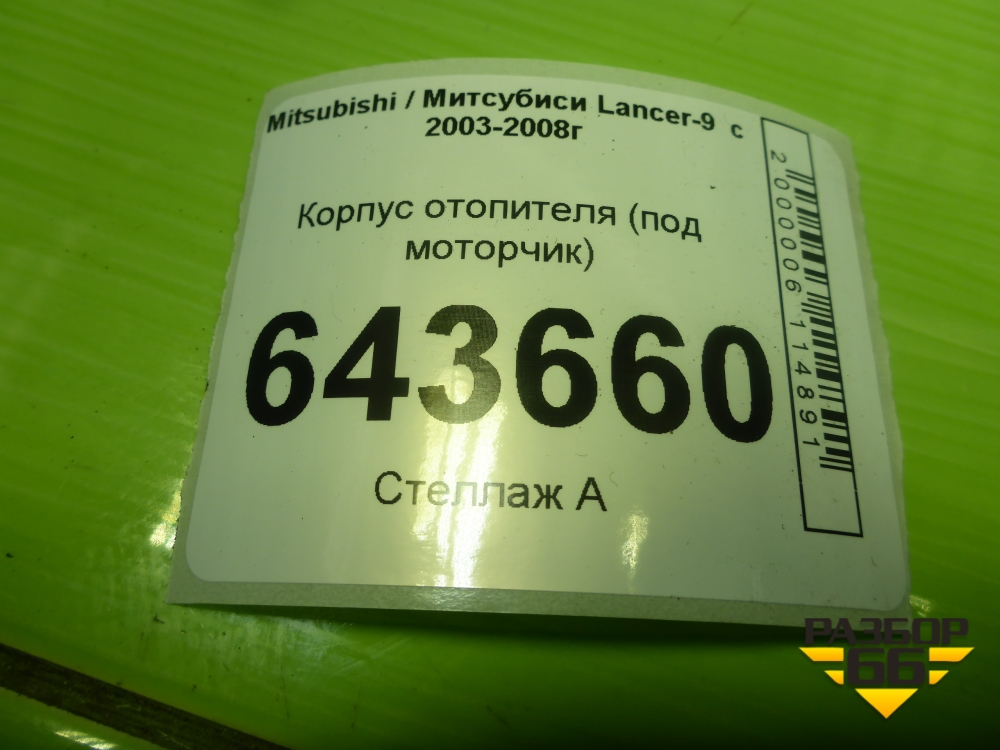 Mitsubishi / Митсубиси Lancer-9 с
2003-2008г
Корпус отопителя (под
моторчик)
643660
Стеллаж А
2000006114891
РАЗБОР
66